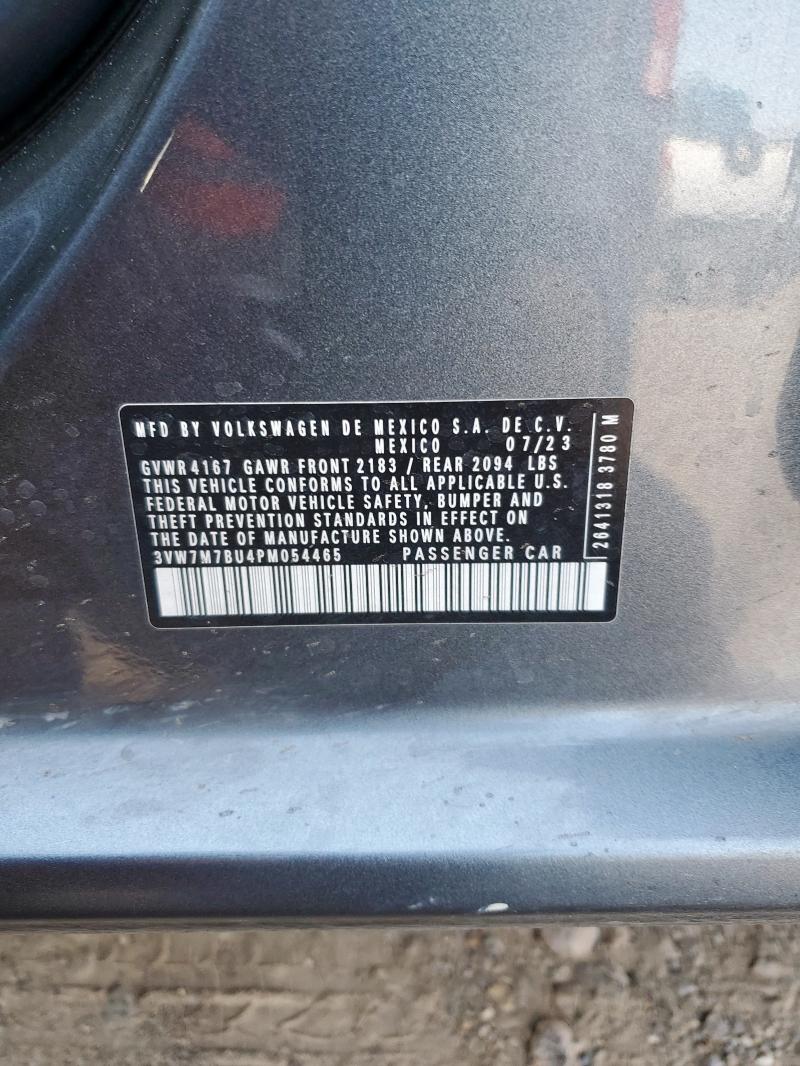 MFD BY VOLKSWAGEN DE MEXICO S.A. DE C.V.
MEXICO 07/23
GVWR 4167 GAWR FRONT 2183 / REAR 2094 LBS
THIS VEHICLE CONFORMS TO ALL APPLICABLE U.S.
FEDERAL MOTOR VEHICLE SAFETY, BUMPER AND
THEFT PREVENTION STANDARDS IN EFFECT ON
THE DATE OF MANUFACTURE SHOWN ABOVE.
3VW7M7BU4PM054465 PASSENGER CAR
2641318 3780 M